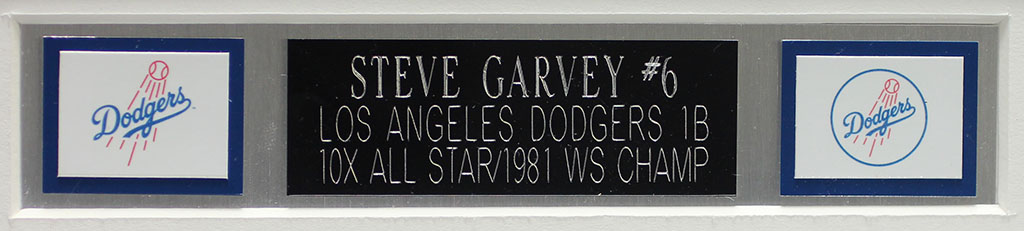 Dodgers
STEVE GARVEY #6
LOS ANGELES DODGERS 1B
10X ALL STAR/1981 WS CHAMP
Dodgers